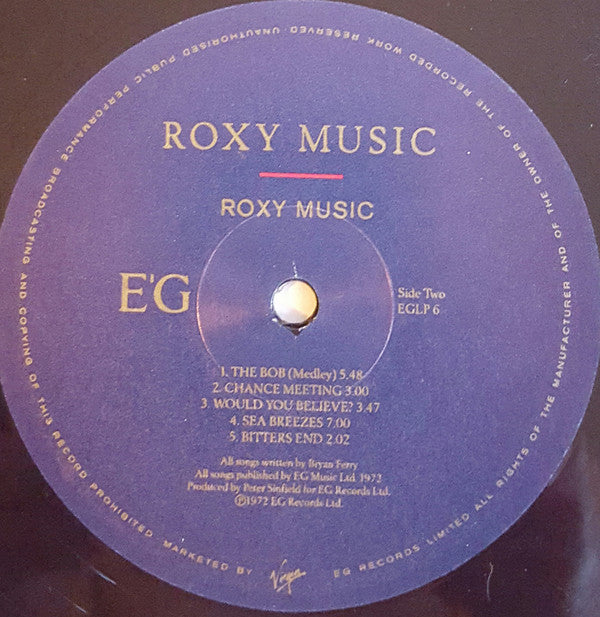 ROXY MUSIC
ROXY MUSIC
E'G
Side Two
EGLP 6
1. THE BOB (Medley) 5.48
2. CHANCE MEETING 3.00
3. WOULD YOU BELIEVE? 3.47
4. SEA BREEZES 7.00
5. BITTERS END 2.02
All songs written by Bryan Ferry
All songs published by EG Music Ltd. 1972
Produced by Peter Sinfield for EG Records Ltd.
℗1972 EG Records Ltd.
MARKETED BY Virgin EG RECORDS LIMITED ALL RIGHTS OF THE MANUFACTURER AND OF THE OWNER OF THE RECORDED WORK RESERVED UNAUTHORISED PUBLIC PERFORMANCE BROADCASTING AND COPYING OF THIS RECORD PROHIBITED